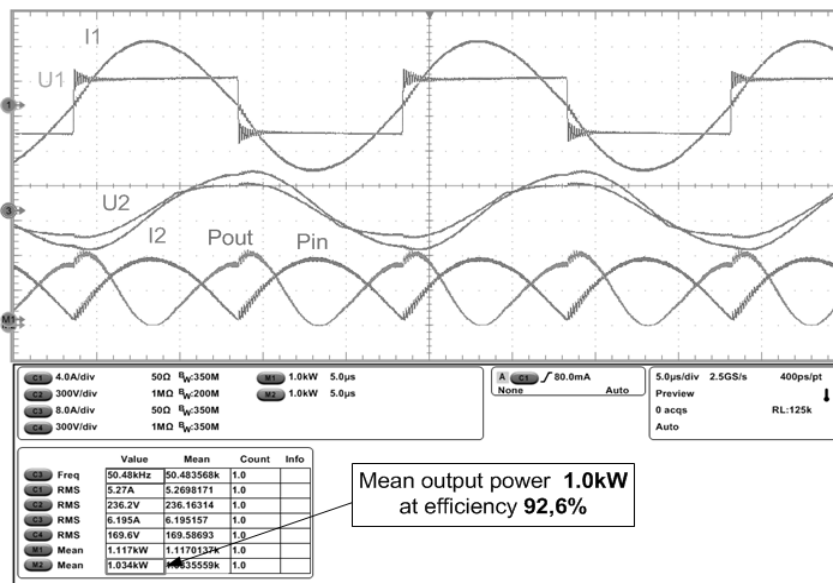 I1
U1
1
U2
3
I2 Pout Pin
M1
C1 4.0A/div 50Ω BW:350M M1 1.0kW 5.0µs
C2 300V/div 1MΩ BW:200M M2 1.0kW 5.0µs
C3 8.0A/div 50Ω BW:350M
C4 300V/div 1MΩ BW:350M
A C1 80.0mA
None Auto
5.0µs/div 2.5GS/s 400ps/pt
Preview
0 acqs RL:125k
Auto
Value Mean Count Info
C3 Freq 50.48kHz 50.483568k 1.0
C1 RMS 5.27A 5.2698171 1.0
C2 RMS 236.2V 236.16314 1.0
C3 RMS 6.195A 6.195157 1.0
C4 RMS 169.6V 169.58693 1.0
M1 Mean 1.117kW 1.1170137k 1.0
M2 Mean 1.034kW 1.0
Mean output power 1.0kW
at efficiency 92,6%